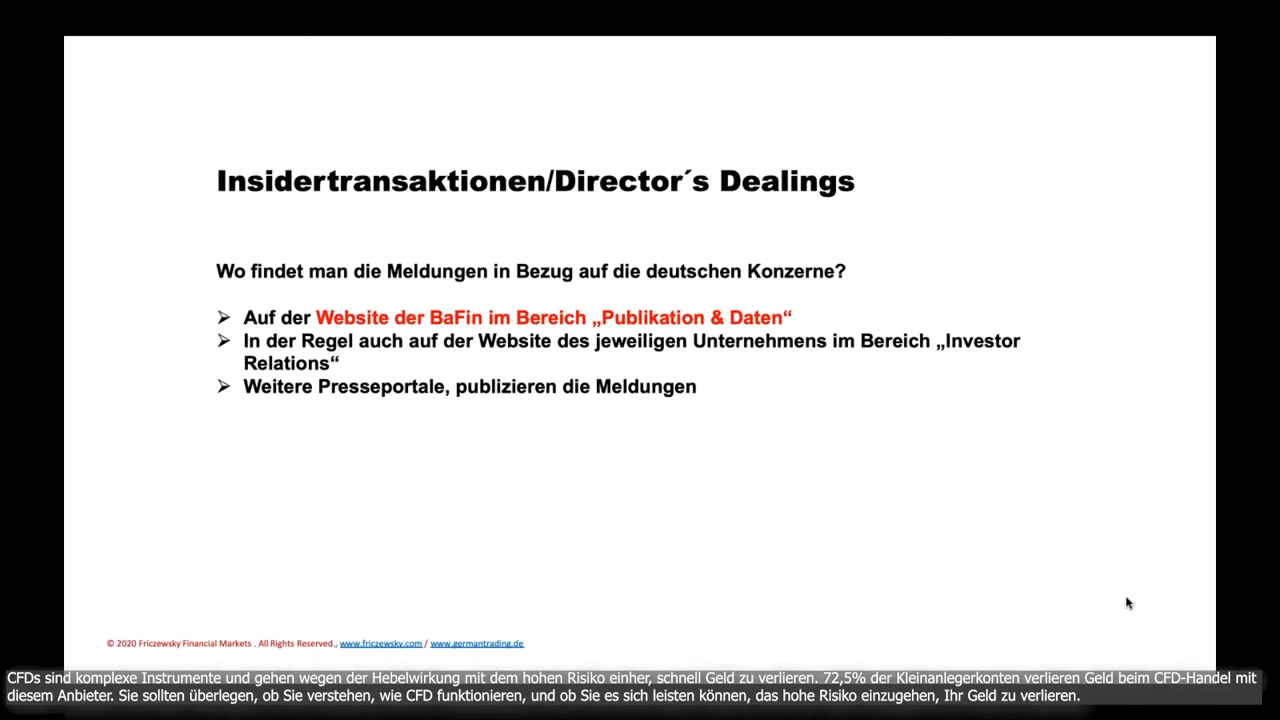 Insidertransaktionen/Director´s Dealings
Wo findet man die Meldungen in Bezug auf die deutschen Konzerne?
➢ Auf der Website der BaFin im Bereich „Publikation & Daten“
➢ In der Regel auch auf der Website des jeweiligen Unternehmens im Bereich „Investor
Relations“
➢ Weitere Presseportale, publizieren die Meldungen
© 2020 Friczewsky Financial Markets . All Rights Reserved., www.friczewsky.com / www.germantrading.de
CFDs sind komplexe Instrumente und gehen wegen der Hebelwirkung mit dem hohen Risiko einher, schnell Geld zu verlieren. 72,5% der Kleinanlegerkonten verlieren Geld beim CFD-Handel mit
diesem Anbieter. Sie sollten überlegen, ob Sie verstehen, wie CFD funktionieren, und ob Sie es sich leisten können, das hohe Risiko einzugehen, Ihr Geld zu verlieren.